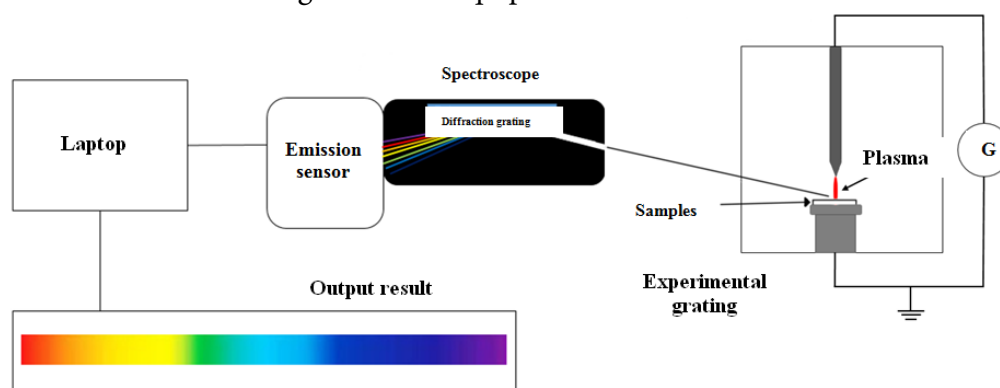 Spectroscope
Diffraction grating
Laptop
Emission
sensor
Plasma
G
Samples
Experimental
grating
Output result